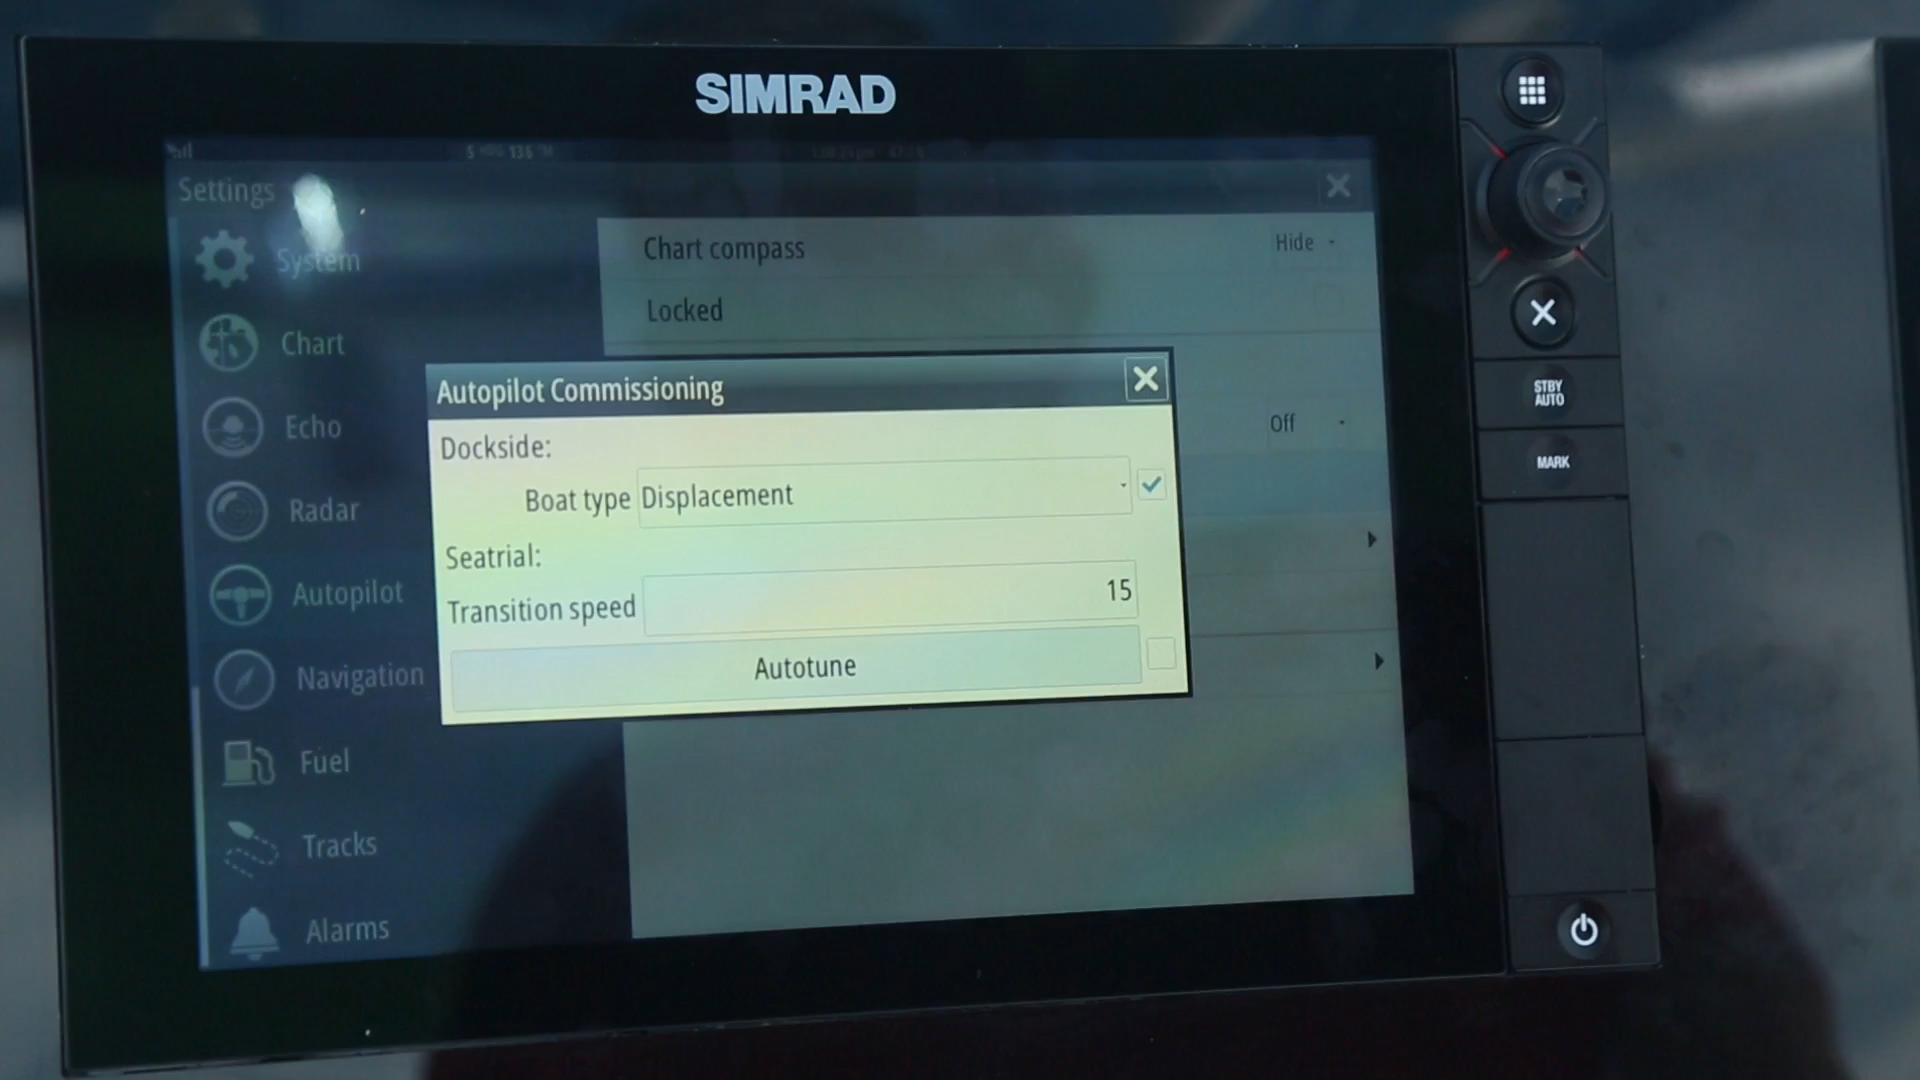 SIMRAD
136 °M
Settings
System
Chart
Echo
Radar
Autopilot
Navigation
Fuel
Tracks
Alarms
Chart compass
Hide
Locked
Off
Autopilot Commissioning
Dockside:
Boat type Displacement
Seatrial:
Transition speed 15
Autotune
STBY
AUTO
MARK